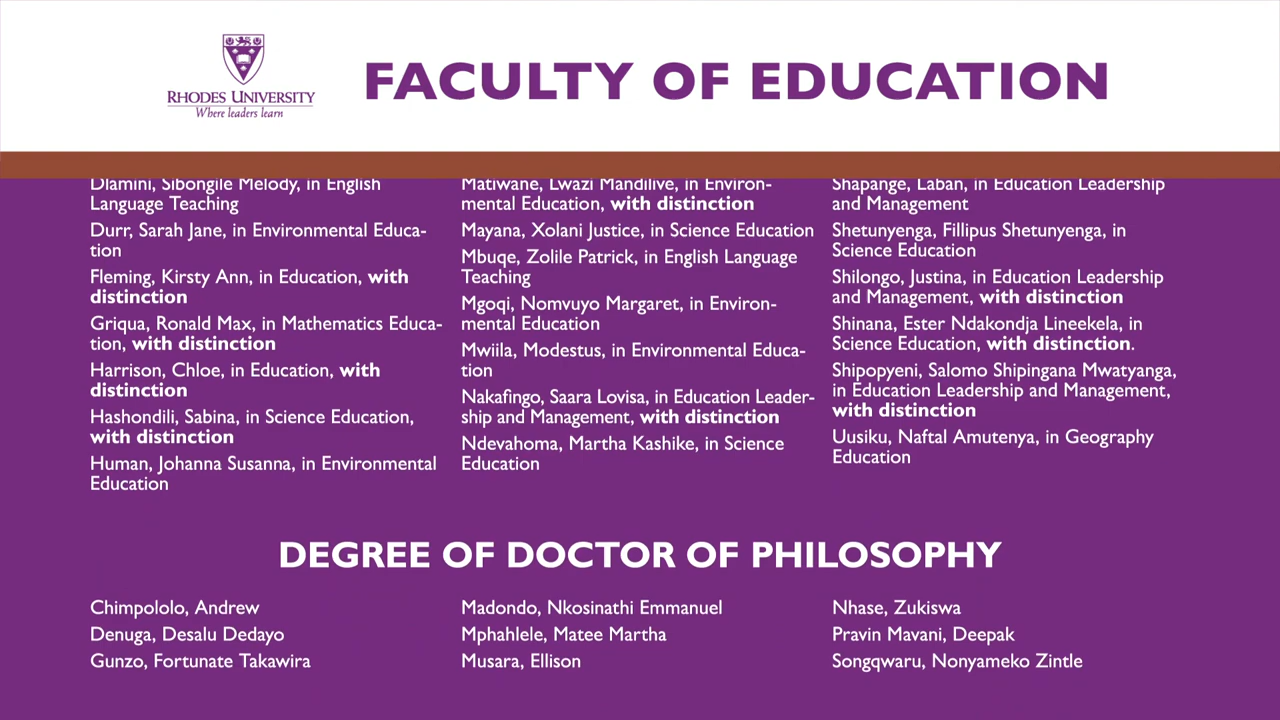 RHODES UNIVERSITY
Where leaders learn
FACULTY OF EDUCATION
Dlamini, Sibongile Melody, in English
Language Teaching
Durr, Sarah Jane, in Environmental Educa-
tion
Fleming, Kirsty Ann, in Education, with
distinction
Griqua, Ronald Max, in Mathematics Educa-
tion, with distinction
Harrison, Chloe, in Education, with
distinction
Hashondili, Sabina, in Science Education,
with distinction
Human, Johanna Susanna, in Environmental
Education
Matiwane, Lwazi Mandilive, in Environ-
mental Education, with distinction
Mayana, Xolani Justice, in Science Education
Mbuqe, Zolile Patrick, in English Language
Teaching
Mgoqi, Nomvuyo Margaret, in Environ-
mental Education
Mwiila, Modestus, in Environmental Educa-
tion
Nakafingo, Saara Lovisa, in Education Leader-
ship and Management, with distinction
Ndevahoma, Martha Kashike, in Science
Education
Shapange, Laban, in Education Leadership
and Management
Shetunyenga, Fillipus Shetunyenga, in
Science Education
Shilongo, Justina, in Education Leadership
and Management, with distinction
Shinana, Ester Ndakondja Lineekela, in
Science Education, with distinction.
Shipopyeni, Salomo Shipingana Mwatyanga,
in Education Leadership and Management,
with distinction
Uusiku, Naftal Amutenya, in Geography
Education
DEGREE OF DOCTOR OF PHILOSOPHY
Chimpololo, Andrew
Denuga, Desalu Dedayo
Gunzo, Fortunate Takawira
Madondo, Nkosinathi Emmanuel
Mphahlele, Matee Martha
Musara, Ellison
Nhase, Zukiswa
Pravin Mavani, Deepak
Songqwaru, Nonyameko Zintle